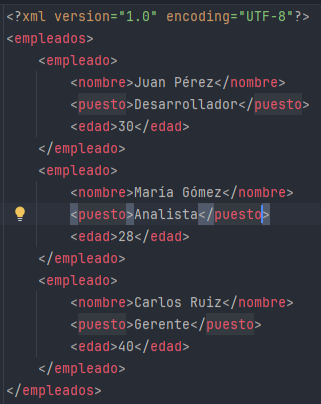 <?xml version="1.0" encoding="UTF-8"?>
<empleados>
    <empleado>
        <nombre>Juan Pérez</nombre>
        <puesto>Desarrollador</puesto>
        <edad>30</edad>
    </empleado>
    <empleado>
        <nombre>Maria Gómez</nombre>
        <puesto>Analista</puesto>
        <edad>28</edad>
    </empleado>
    <empleado>
        <nombre>Carlos Ruiz</nombre>
        <puesto>Gerente</puesto>
        <edad>40</edad>
    </empleado>
</empleados>